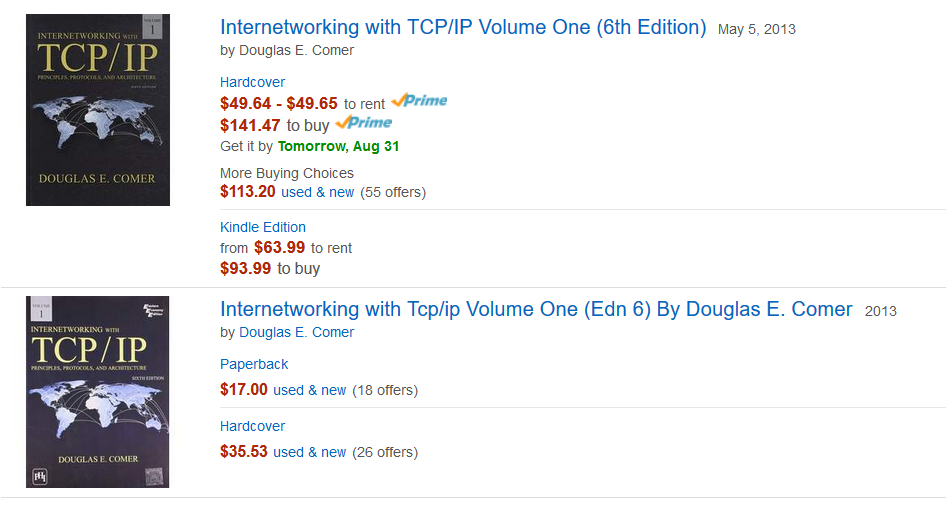 VOLUME
1
INTERNETWORKING WITH
TCP/IP
PRINCIPLES, PROTOCOLS, AND ARCHITECTURE
SIXTH EDITION
DOUGLAS E. COMER
Internetworking with TCP/IP Volume One (6th Edition) May 5, 2013
by Douglas E. Comer
Hardcover
$49.64 - $49.65 to rent Prime
$141.47 to buy Prime
Get it by Tomorrow, Aug 31
More Buying Choices
$113.20 used & new (55 offers)
Kindle Edition
from $63.99 to rent
$93.99 to buy
VOLUME
1
INTERNETWORKING WITH
TCP/IP
PRINCIPLES, PROTOCOLS, AND ARCHITECTURE
SIXTH EDITION
DOUGLAS E. COMER
PHI
Internetworking with Tcp/ip Volume One (Edn 6) By Douglas E. Comer 2013
by Douglas E. Comer
Paperback
$17.00 used & new (18 offers)
Hardcover
$35.53 used & new (26 offers)